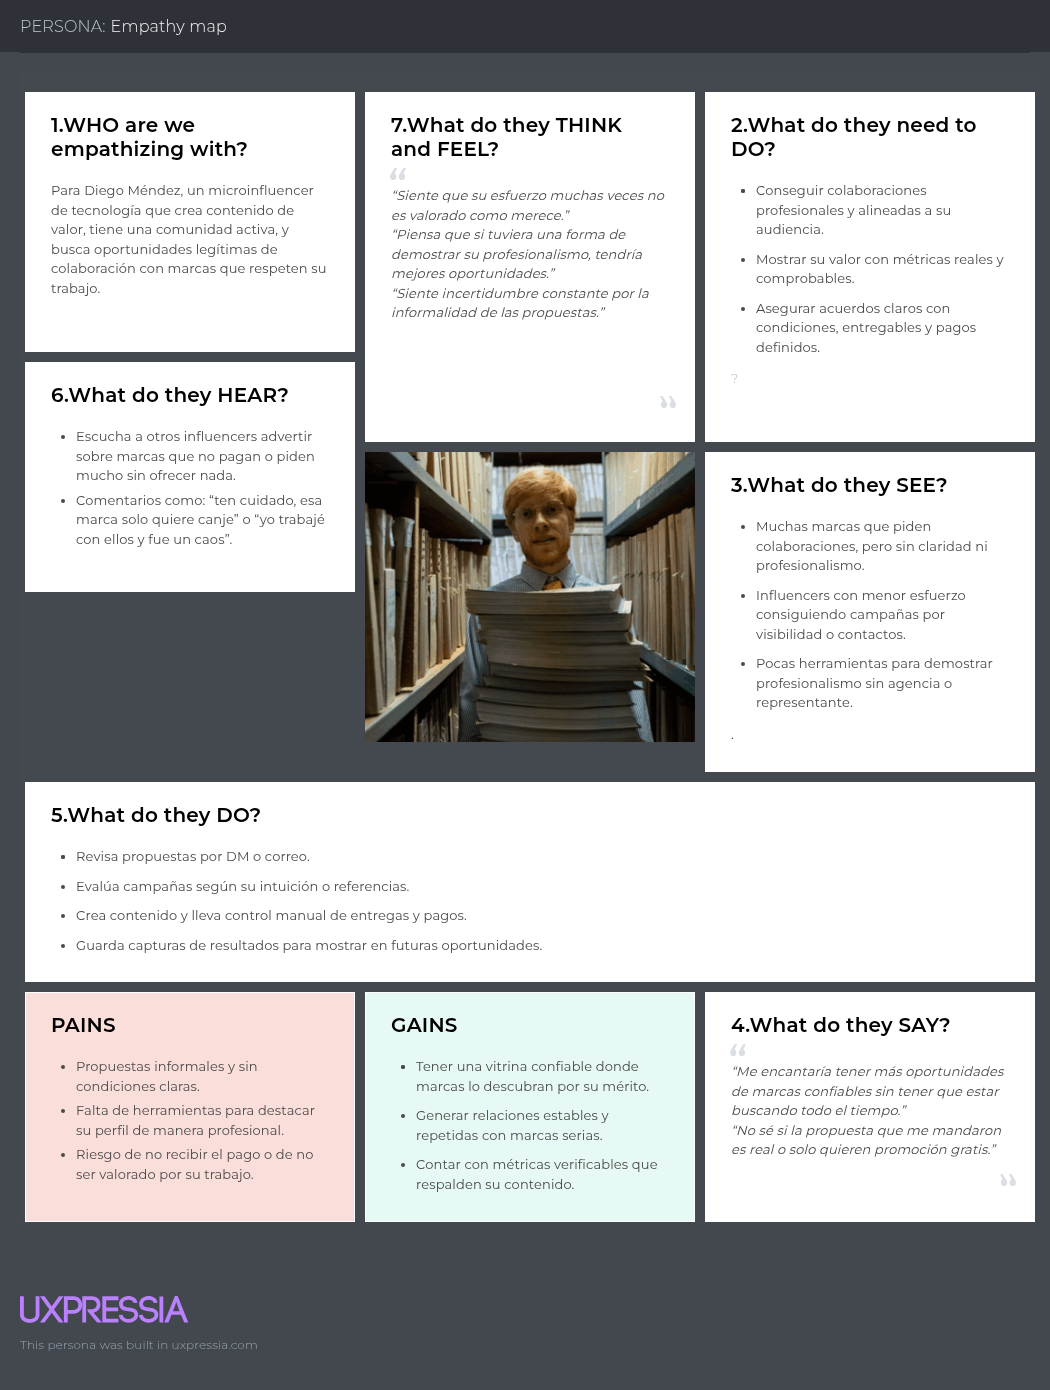 PERSONA: Empathy map
1.WHO are we
empathizing with?
Para Diego Méndez, un microinfluencer
de tecnología que crea contenido de
valor, tiene una comunidad activa, y
busca oportunidades legítimas de
colaboración con marcas que respeten su
trabajo.
7.What do they THINK
and FEEL?
“
“Siente que su esfuerzo muchas veces no
es valorado como merece.”
“Piensa que si tuviera una forma de
demostrar su profesionalismo, tendría
mejores oportunidades.”
“Siente incertidumbre constante por la
informalidad de las propuestas.”
”
2.What do they need to
DO?
• Conseguir colaboraciones
profesionales y alineadas a su
audiencia.
• Mostrar su valor con métricas reales y
comprobables.
• Asegurar acuerdos claros con
condiciones, entregables y pagos
definidos.
?
6.What do they HEAR?
• Escucha a otros influencers advertir
sobre marcas que no pagan o piden
mucho sin ofrecer nada.
• Comentarios como: “ten cuidado, esa
marca solo quiere canje” o “yo trabajé
con ellos y fue un caos”.
3.What do they SEE?
• Muchas marcas que piden
colaboraciones, pero sin claridad ni
profesionalismo.
• Influencers con menor esfuerzo
consiguiendo campañas por
visibilidad o contactos.
• Pocas herramientas para demostrar
profesionalismo sin agencia o
representante.
.
5.What do they DO?
• Revisa propuestas por DM o correo.
• Evalúa campañas según su intuición o referencias.
• Crea contenido y lleva control manual de entregas y pagos.
• Guarda capturas de resultados para mostrar en futuras oportunidades.
PAINS
• Propuestas informales y sin
condiciones claras.
• Falta de herramientas para destacar
su perfil de manera profesional.
• Riesgo de no recibir el pago o de no
ser valorado por su trabajo.
GAINS
• Tener una vitrina confiable donde
marcas lo descubran por su mérito.
• Generar relaciones estables y
repetidas con marcas serias.
• Contar con métricas verificables que
respalden su contenido.
4.What do they SAY?
“
“Me encantaría tener más oportunidades
de marcas confiables sin tener que estar
buscando todo el tiempo.”
“No sé si la propuesta que me mandaron
es real o solo quieren promoción gratis.”
”
UXPRESSIA
This persona was built in uxpressia.com